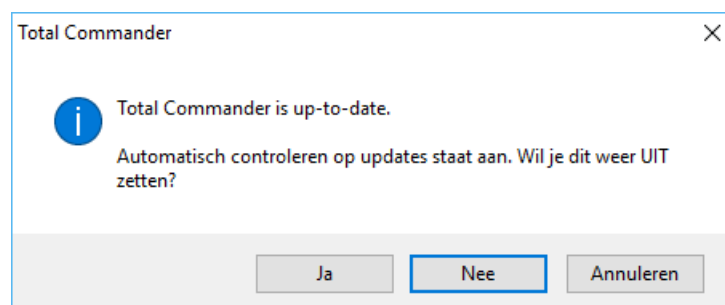 Total Commander
Total Commander is up-to-date.
Automatisch controleren op updates staat aan. Wil je dit weer UIT
zetten?
Ja
Nee
Annuleren